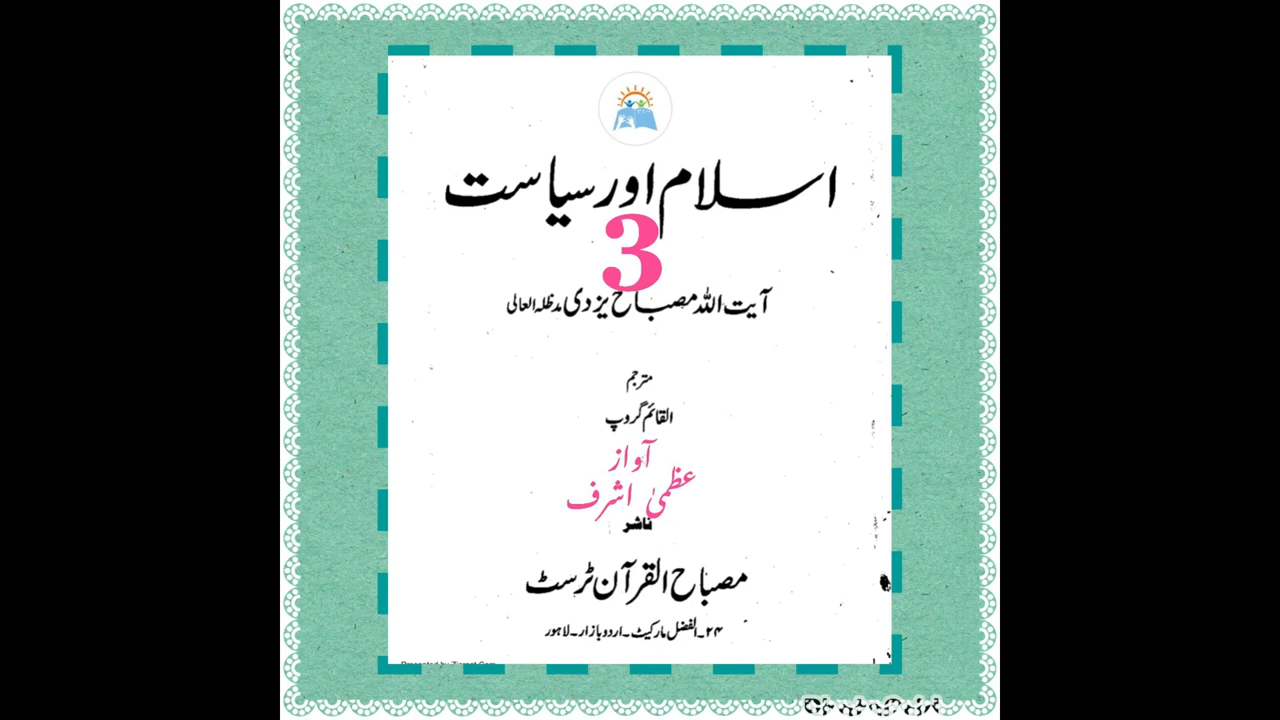 اسلام اور سیاست
3
آیت اللہ مصباح یزدی مدظلہ العالی
مترجم
القائم گروپ
آواز
عظمیٰ اشرف
ناشر
مصباح القرآن ٹرسٹ
۲۴۔الفضل مارکیٹ۔اردو بازار۔لاہور